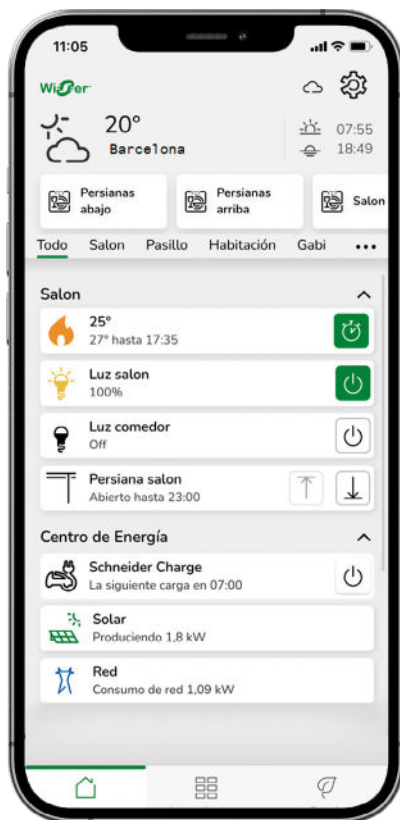 11:05
Wiser
20°
Barcelona
07:55
18:49
Persianas
abajo
Persianas
arriba
Salon
Todo Salon Pasillo Habitación Gabi
Salon
25°
27° hasta 17:35
Luz salon
100%
Luz comedor
Off
Persiana salon
Abierto hasta 23:00
Centro de Energía
Schneider Charge
La siguiente carga en 07:00
Solar
Produciendo 1,8 kW
Red
Consumo de red 1,09 kW